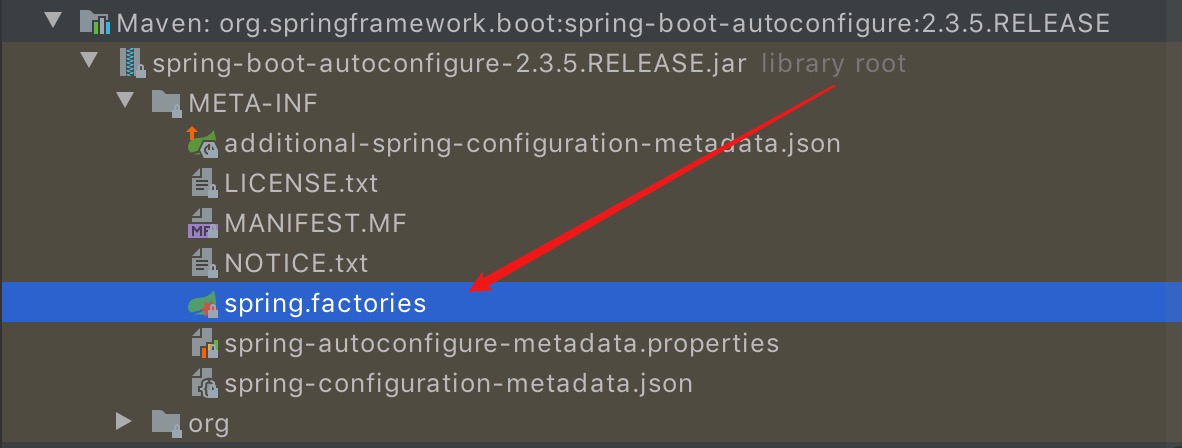 Maven: org.springframework.boot:spring-boot-autoconfigure:2.3.5.RELEASE
spring-boot-autoconfigure-2.3.5.RELEASE.jar library root
META-INF
additional-spring-configuration-metadata.json
LICENSE.txt
MANIFEST.MF
NOTICE.txt
spring.factories
spring-autoconfigure-metadata.properties
spring-configuration-metadata.json
org